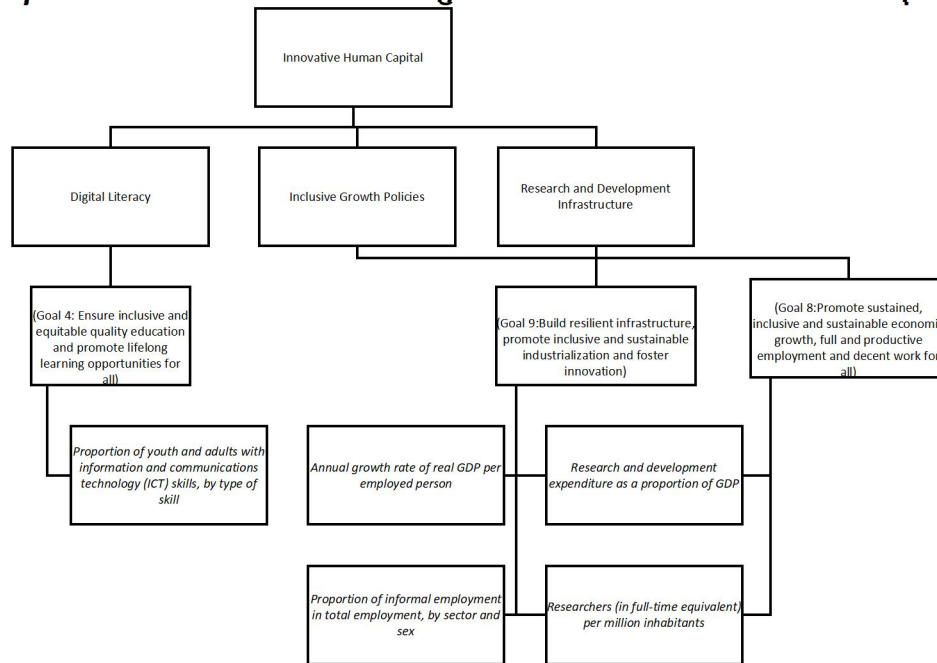 Innovative Human Capital
Digital Literacy
Inclusive Growth Policies
Research and Development
Infrastructure
(Goal 4: Ensure inclusive and
equitable quality education
and promote lifelong
learning opportunities for
all)
(Goal 9:Build resilient infrastructure,
promote inclusive and sustainable
industrialization and foster
innovation)
(Goal 8:Promote sustained,
inclusive and sustainable economi
growth, full and productive
employment and decent work for
all)
Proportion of youth and adults with
information and communications
technology (ICT) skills, by type of
skill
Annual growth rate of real GDP per
employed person
Research and development
expenditure as a proportion of GDP
Proportion of informal employment
in total employment, by sector and
sex
Researchers (in full-time equivalent)
per million inhabitants